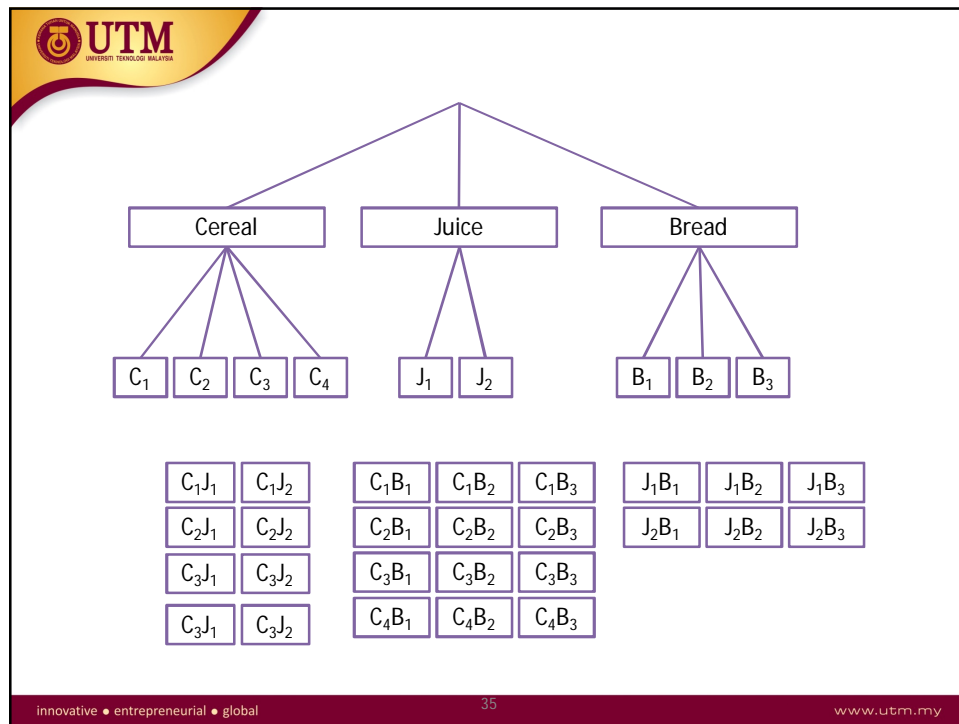 UTM
UNIVERSITI TEKNOLOGI MALAYSIA
Cereal Juice Bread
C₁ C₂ C₃ C₄ J₁ J₂ B₁ B₂ B₃
C₁J₁ C₁J₂ C₁B₁ C₁B₂ C₁B₃ J₁B₁ J₁B₂ J₁B₃
C₂J₁ C₂J₂ C₂B₁ C₂B₂ C₂B₃ J₂B₁ J₂B₂ J₂B₃
C₃J₁ C₃J₂ C₃B₁ C₃B₂ C₃B₃
C₃J₁ C₃J₂ C₄B₁ C₄B₂ C₄B₃
innovative ● entrepreneurial ● global 35 www.utm.my